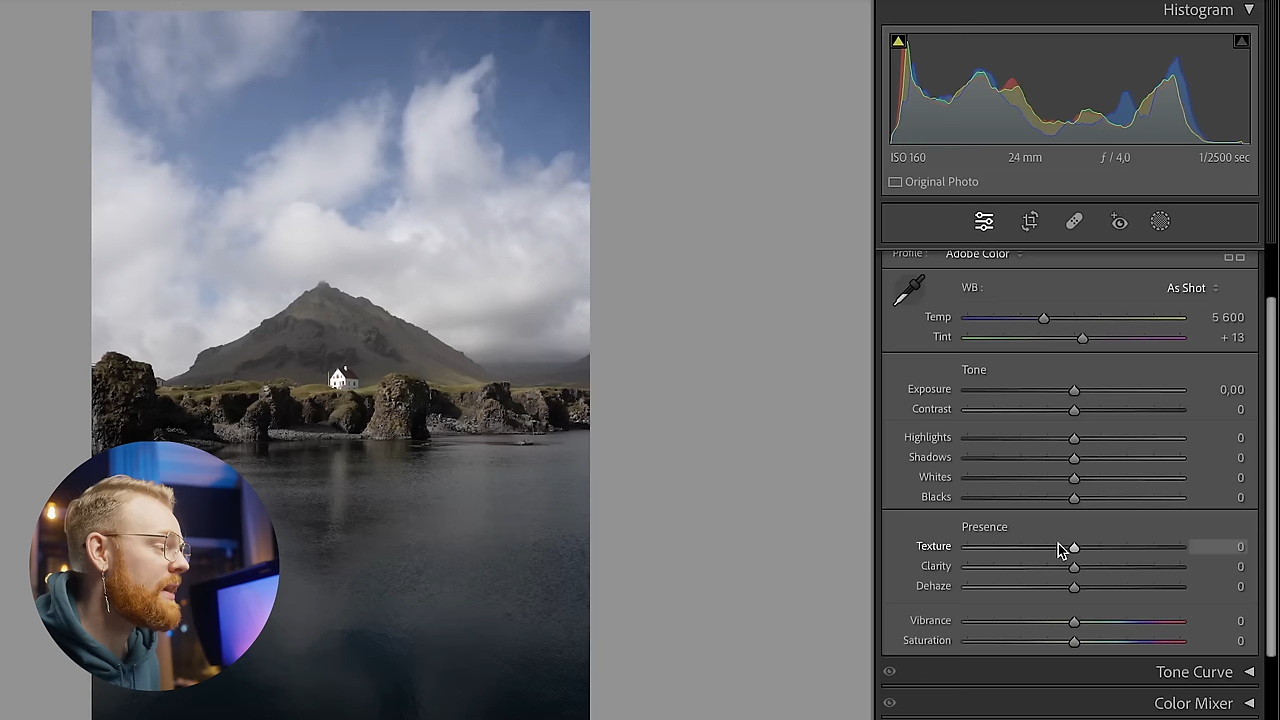 Histogram
ISO 160 24 mm ƒ / 4,0 1/2500 sec
Original Photo
Profile : Adobe Color
WB : As Shot
Temp 5 600
Tint + 13
Tone
Exposure 0,00
Contrast 0
Highlights 0
Shadows 0
Whites 0
Blacks 0
Presence
Texture 0
Clarity 0
Dehaze 0
Vibrance 0
Saturation 0
Tone Curve
Color Mixer